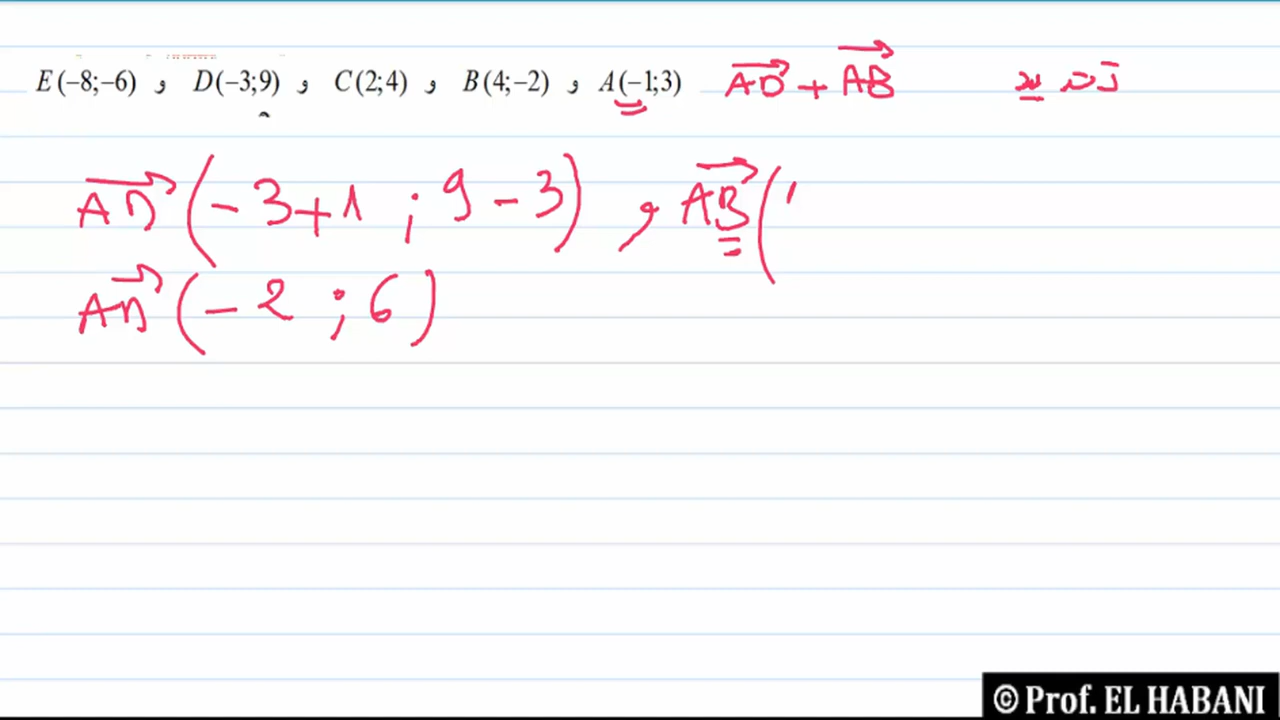 E(−8;−6) و D(−3;9) و C(2;4) و B(4;−2) و A(−1;3) AD + AB
AD (−3+1 ; 9−3) , AB (
AD (−2 ; 6)
© Prof. EL HABANI